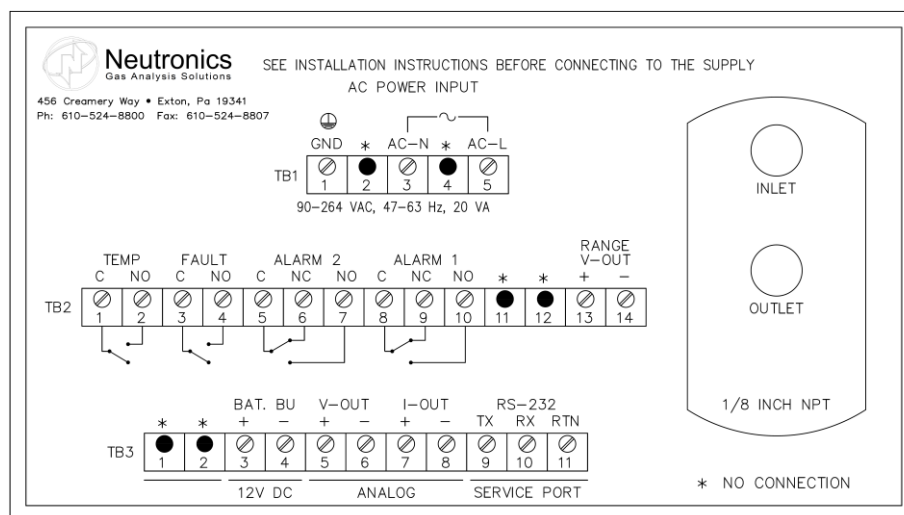 Neutronics
Gas Analysis Solutions
456 Creamery Way • Exton, Pa 19341
Ph: 610-524-8800 Fax: 610-524-8807
SEE INSTALLATION INSTRUCTIONS BEFORE CONNECTING TO THE SUPPLY
AC POWER INPUT
GND * AC-N * AC-L
TB1
1 2 3 4 5
90-264 VAC, 47-63 Hz, 20 VA
TEMP FAULT ALARM 2 ALARM 1 RANGE V-OUT
C NO C NO C NC NO C NC NO * * + -
TB2
1 2 3 4 5 6 7 8 9 10 11 12 13 14
BAT. BU V-OUT I-OUT RS-232
* * + - + - + - TX RX RTN
TB3
1 2 3 4 5 6 7 8 9 10 11
12V DC ANALOG SERVICE PORT
INLET
OUTLET
1/8 INCH NPT
* NO CONNECTION